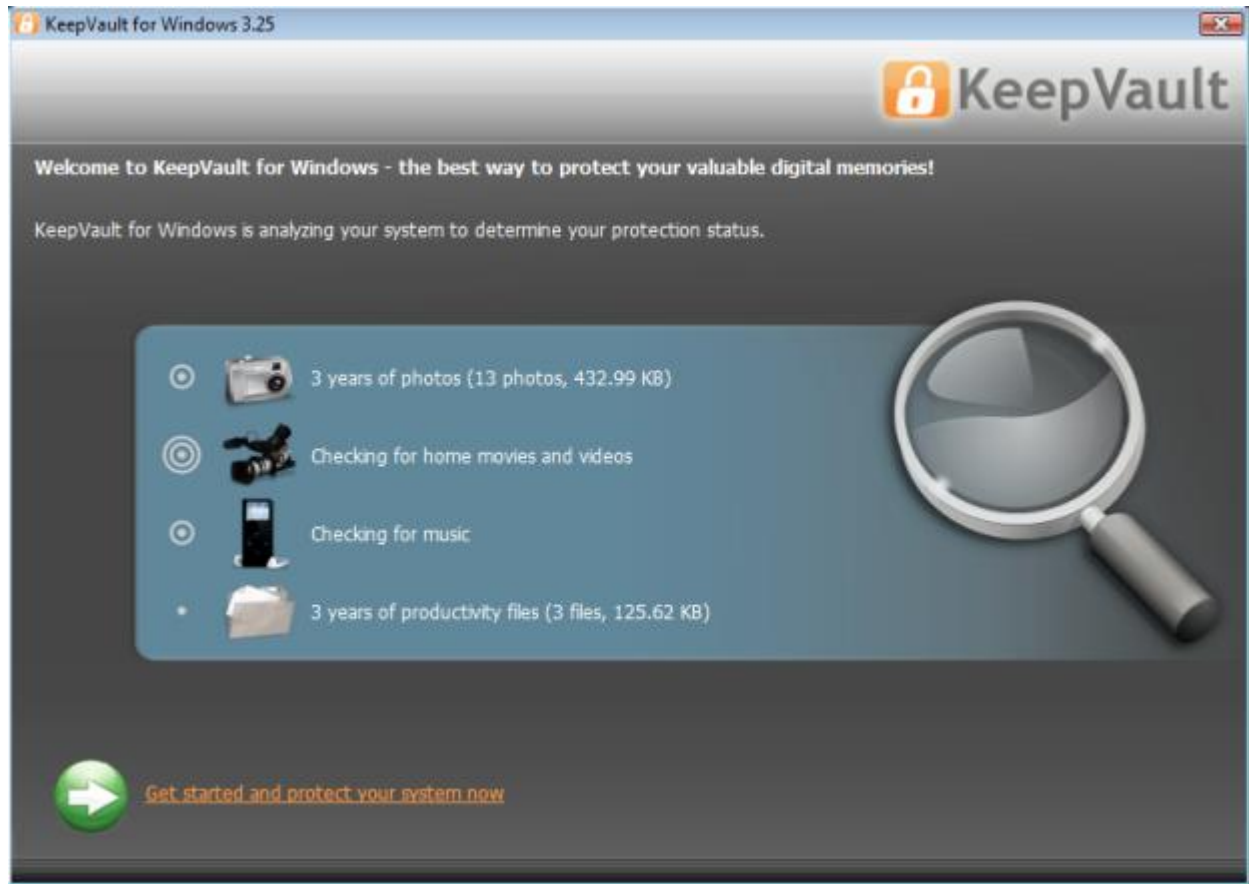 KeepVault for Windows 3.25
KeepVault
Welcome to KeepVault for Windows - the best way to protect your valuable digital memories!
KeepVault for Windows is analyzing your system to determine your protection status.
3 years of photos (13 photos, 432.99 KB)
Checking for home movies and videos
Checking for music
3 years of productivity files (3 files, 125.62 KB)
Get started and protect your system now